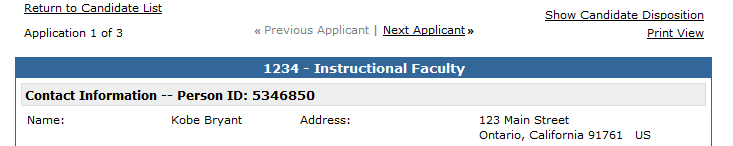 Return to Candidate List
Show Candidate Disposition
Application 1 of 3
« Previous Applicant | Next Applicant »
Print View
1234 - Instructional Faculty
Contact Information -- Person ID: 5346850
Name: Kobe Bryant Address: 123 Main Street
Ontario, California 91761 US